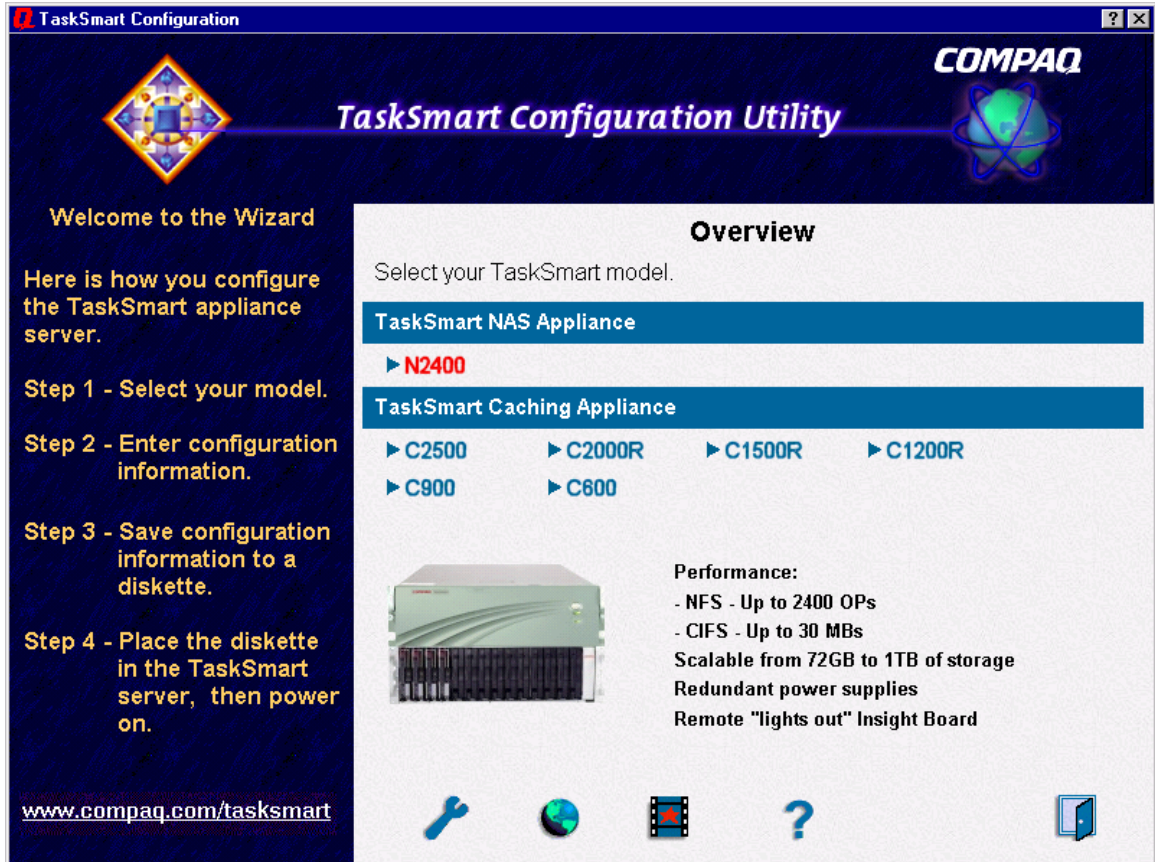 TaskSmart Configuration
COMPAQ
TaskSmart Configuration Utility
Welcome to the Wizard
Here is how you configure
the TaskSmart appliance
server.
Step 1 - Select your model.
Step 2 - Enter configuration
information.
Step 3 - Save configuration
information to a
diskette.
Step 4 - Place the diskette
in the TaskSmart
server, then power
on.
www.compaq.com/tasksmart
Overview
Select your TaskSmart model.
TaskSmart NAS Appliance
N2400
TaskSmart Caching Appliance
C2500 C2000R C1500R C1200R
C900 C600
Performance:
- NFS - Up to 2400 OPs
- CIFS - Up to 30 MBs
Scalable from 72GB to 1TB of storage
Redundant power supplies
Remote "lights out" Insight Board